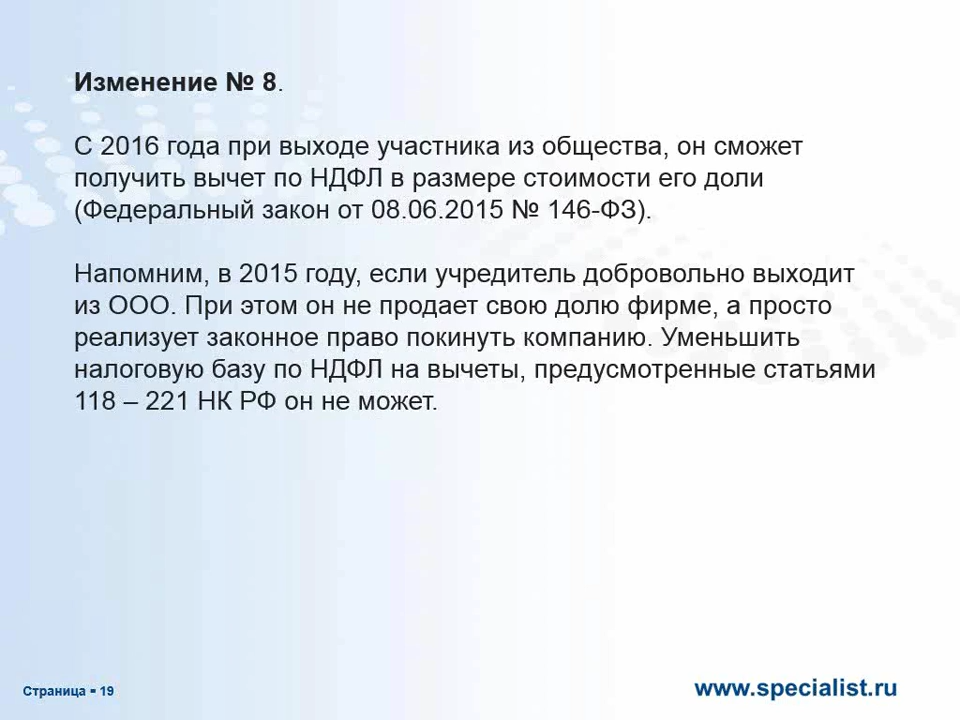 Изменение № 8.
С 2016 года при выходе участника из общества, он сможет
получить вычет по НДФЛ в размере стоимости его доли
(Федеральный закон от 08.06.2015 № 146-ФЗ).
Напомним, в 2015 году, если учредитель добровольно выходит
из ООО. При этом он не продает свою долю фирме, а просто
реализует законное право покинуть компанию. Уменьшить
налоговую базу по НДФЛ на вычеты, предусмотренные статьями
118 – 221 НК РФ он не может.
Страница ▪ 19
www.specialist.ru